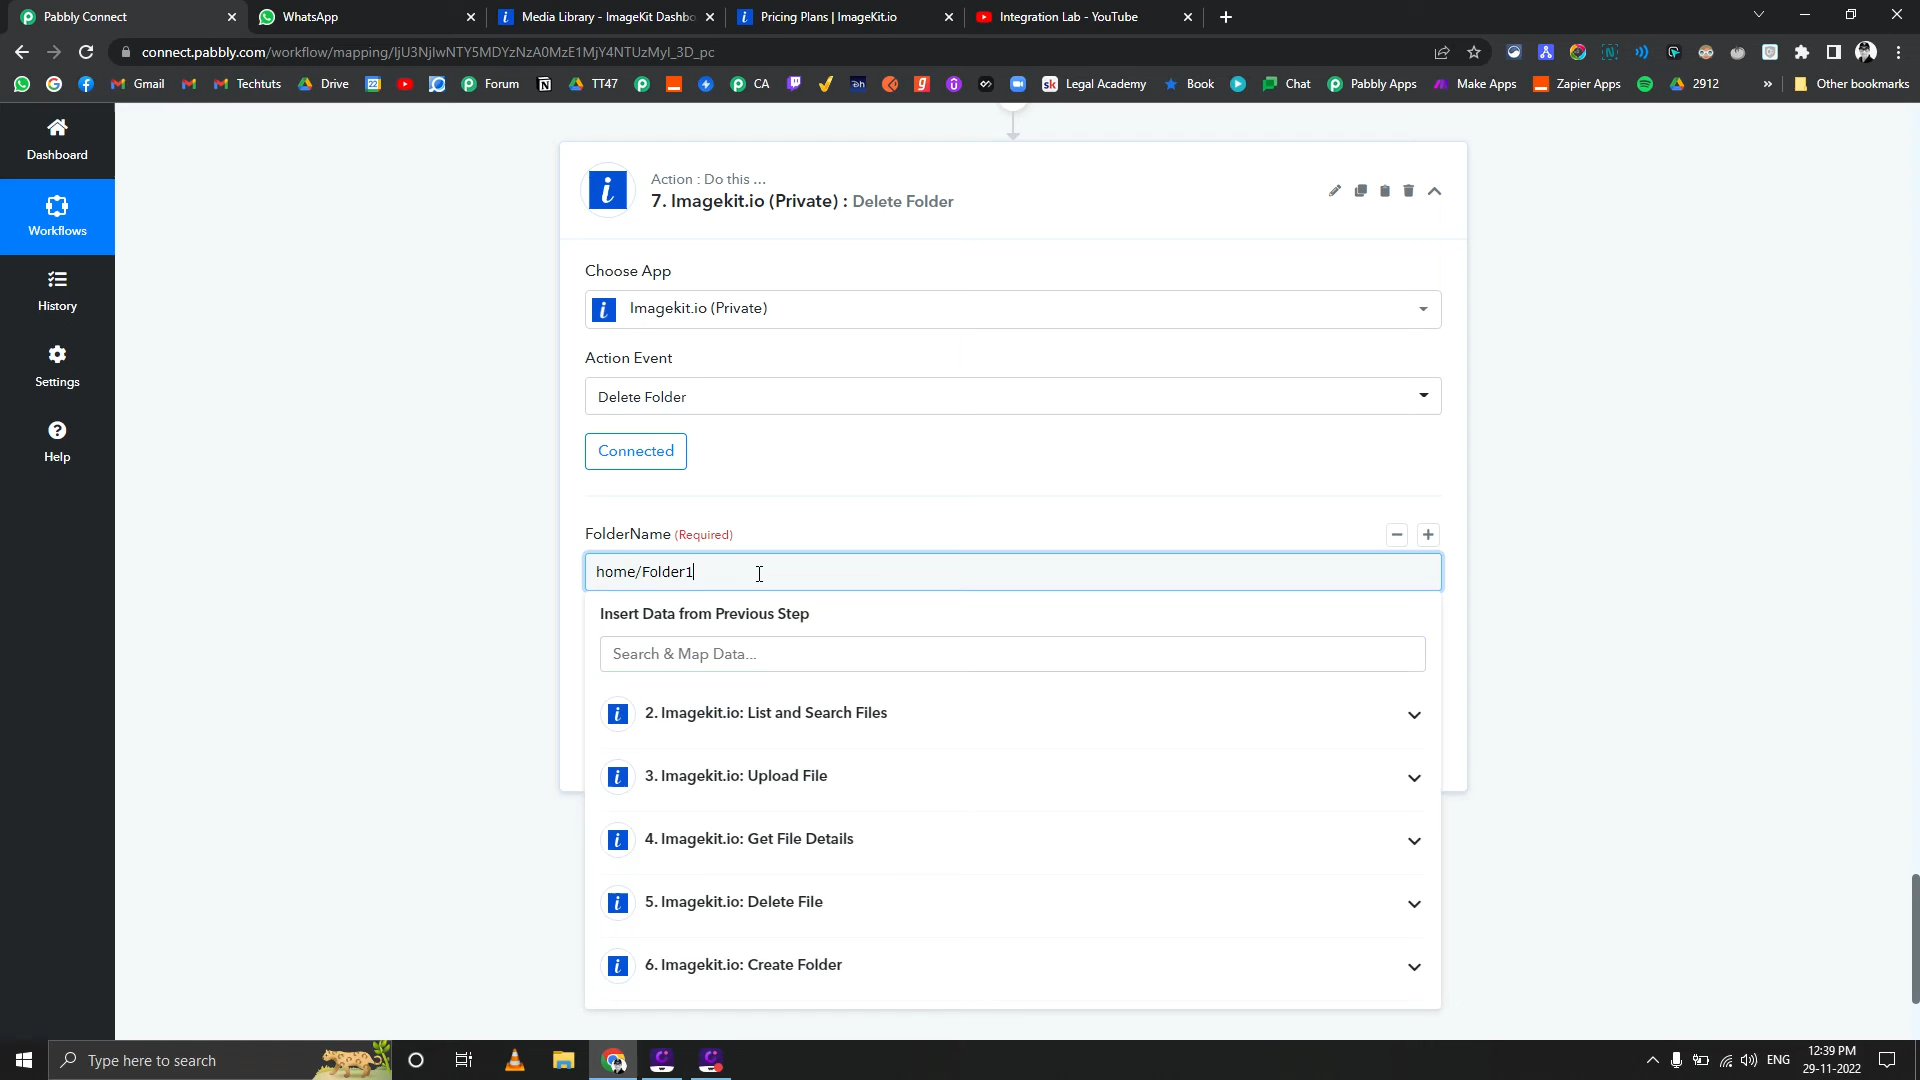 Pabbly Connect
WhatsApp
Media Library - ImageKit Dashbo
Pricing Plans | ImageKit.io
Integration Lab - YouTube
connect.pabbly.com/workflow/mapping/IjU3NjIwNTY5MDYzNzA0MzE1MjY4NTUzMyI_3D_pc
Gmail
Techtuts
Drive
Forum
TT47
CA
Legal Academy
Book
Chat
Pabbly Apps
Make Apps
Zapier Apps
2912
»
Other bookmarks
Dashboard
Workflows
History
Settings
Help
Action : Do this ...
7. Imagekit.io (Private) : Delete Folder
Choose App
Imagekit.io (Private)
Action Event
Delete Folder
Connected
FolderName (Required)
home/Folder1
Insert Data from Previous Step
Search & Map Data...
2. Imagekit.io: List and Search Files
3. Imagekit.io: Upload File
4. Imagekit.io: Get File Details
5. Imagekit.io: Delete File
6. Imagekit.io: Create Folder
Type here to search
ENG
12:39 PM
29-11-2022